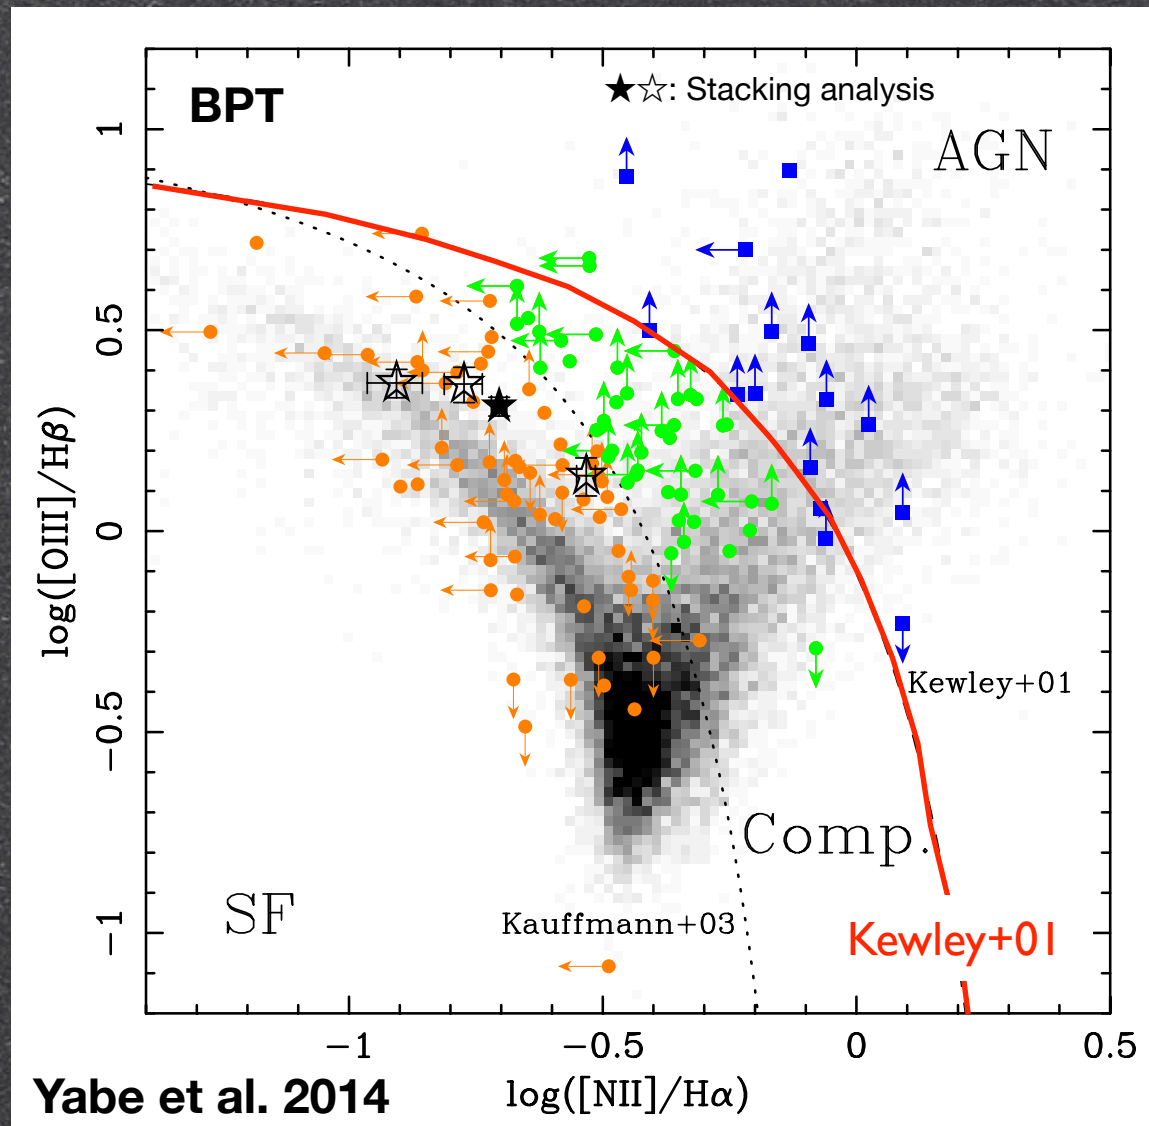 BPT
★☆: Stacking analysis
AGN
1
0.5
0
−0.5
−1
log([OIII]/Hβ)
Kewley+01
Comp.
SF
Kauffmann+03
Kewley+01
−1
−0.5
0
0.5
log([NII]/Hα)
Yabe et al. 2014